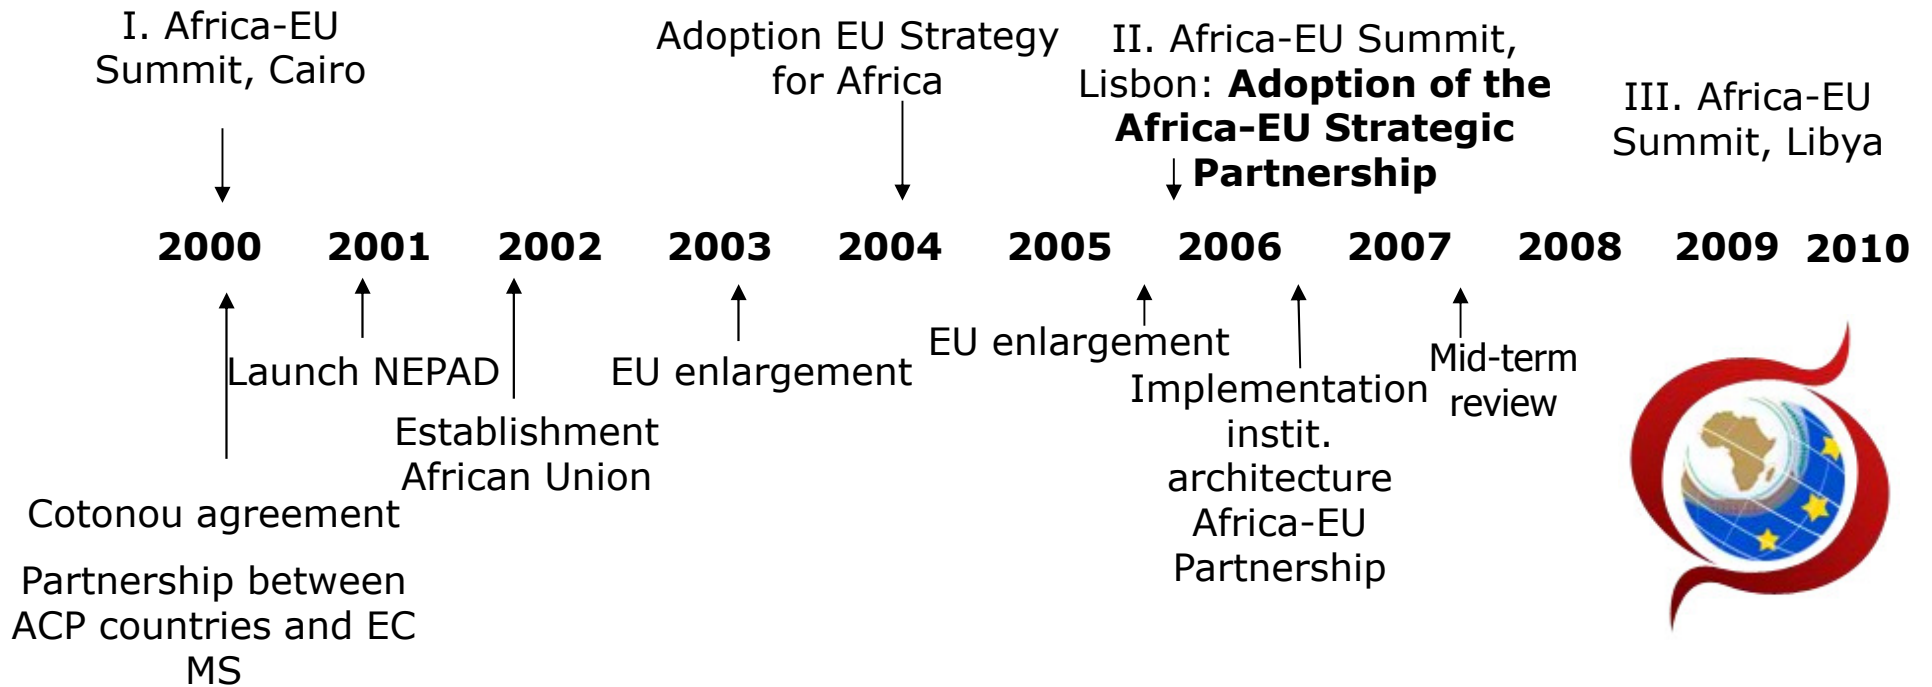 I. Africa-EU
Summit, Cairo
Adoption EU Strategy
for Africa
II. Africa-EU Summit,
Lisbon: Adoption of the
Africa-EU Strategic
Partnership
III. Africa-EU
Summit, Libya
2000 2001 2002 2003 2004 2005 2006 2007 2008 2009 2010
Launch NEPAD
Establishment
African Union
EU enlargement
EU enlargement
Implementation
instit.
architecture
Africa-EU
Partnership
Mid-term
review
Cotonou agreement
Partnership between
ACP countries and EC
MS